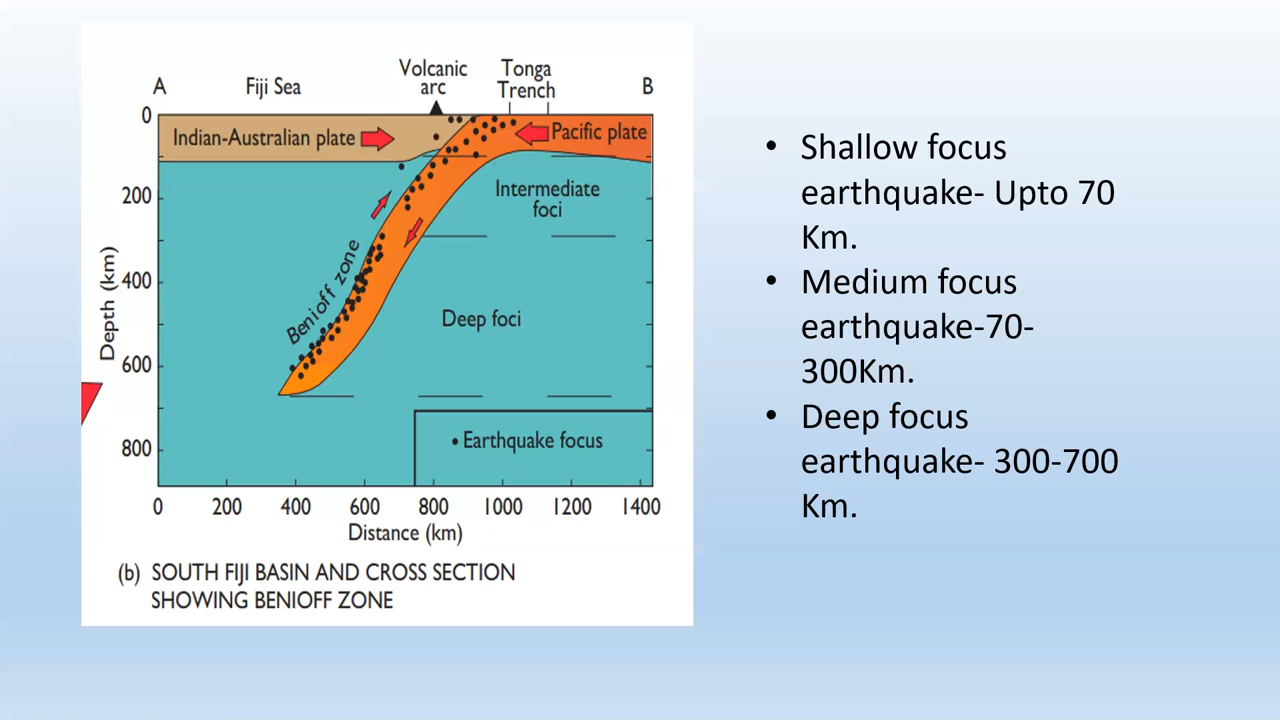 A
Fiji Sea
Volcanic
arc
Tonga
Trench
B
0
Indian-Australian plate
Pacific plate
200
Intermediate
foci
Depth (km)
400
Benioff zone
Deep foci
600
800
• Earthquake focus
0 200 400 600 800 1000 1200 1400
Distance (km)
(b) SOUTH FIJI BASIN AND CROSS SECTION
SHOWING BENIOFF ZONE
• Shallow focus
earthquake- Upto 70
Km.
• Medium focus
earthquake-70-
300Km.
• Deep focus
earthquake- 300-700
Km.